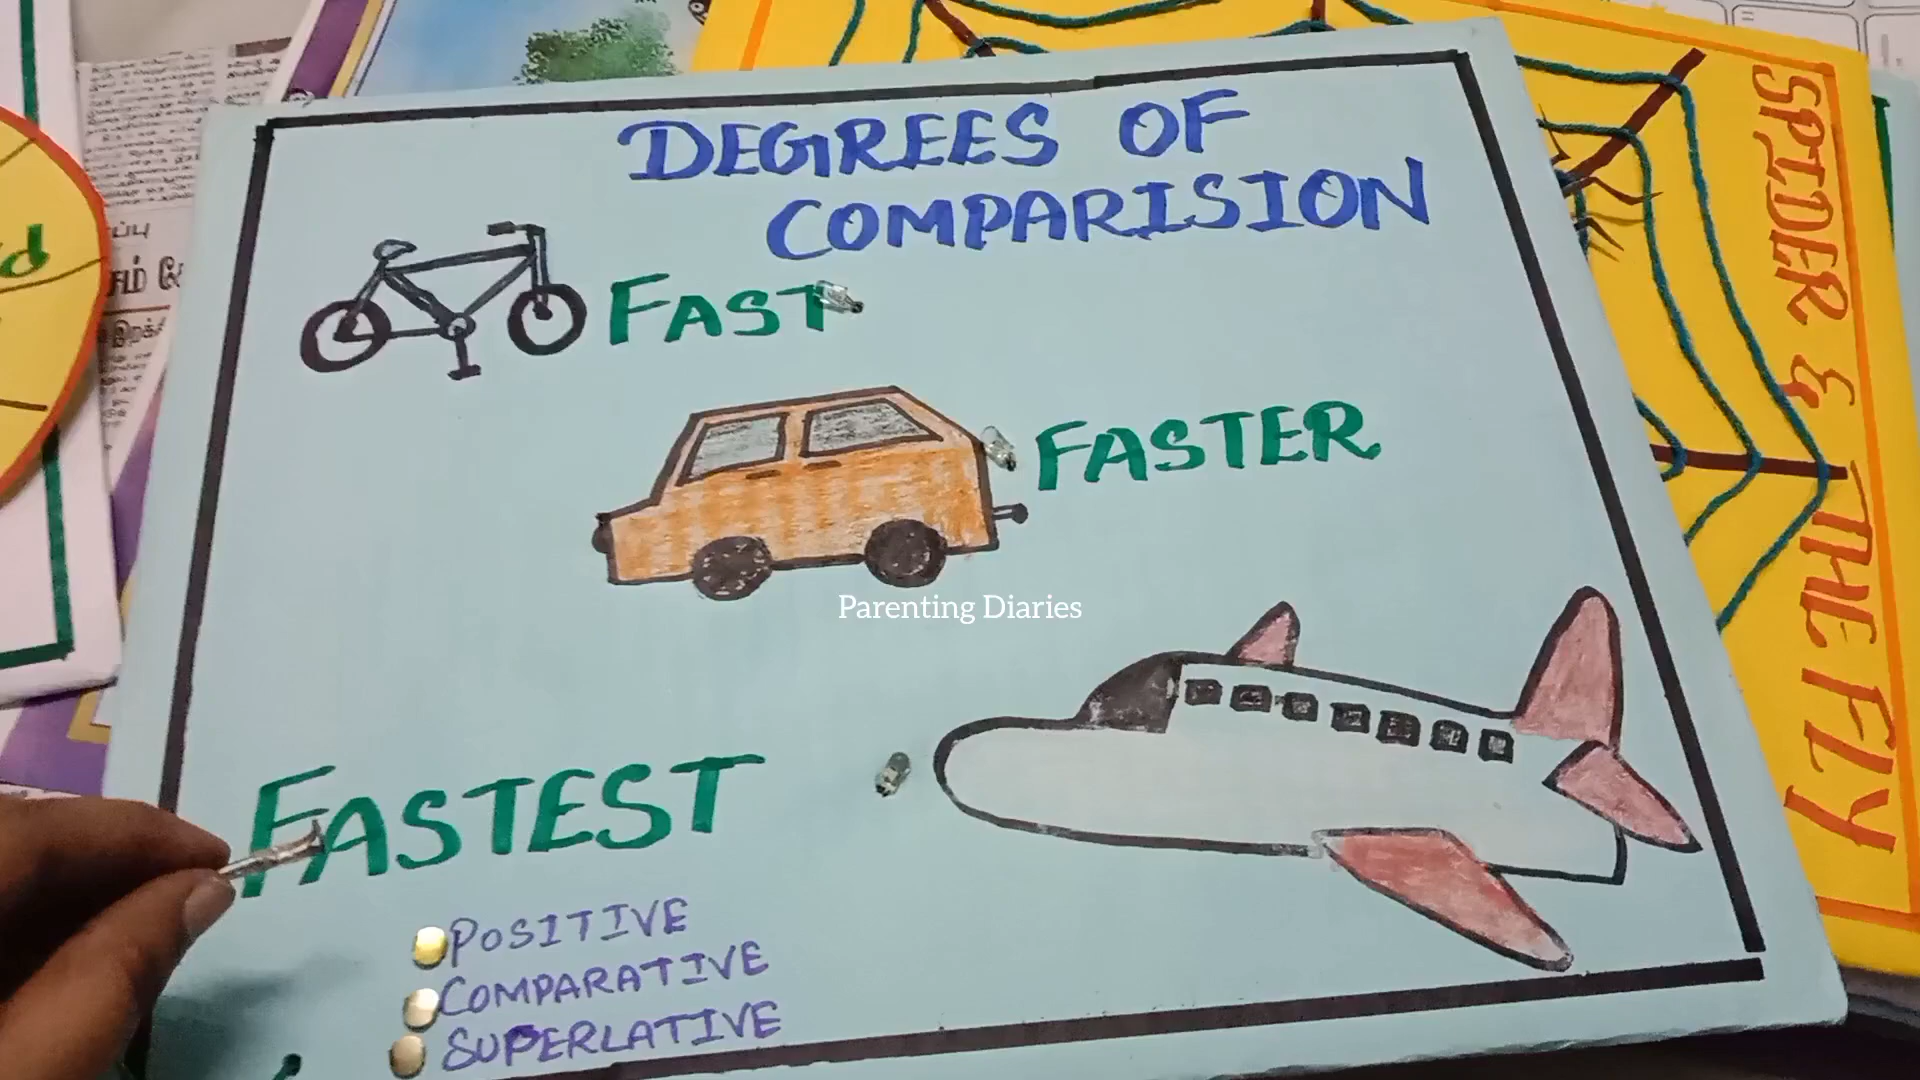 DEGREES OF
COMPARISION
FAST
FASTER
FASTEST
POSITIVE
COMPARATIVE
SUPERLATIVE
Parenting Diaries
SPIDER & THE FLY